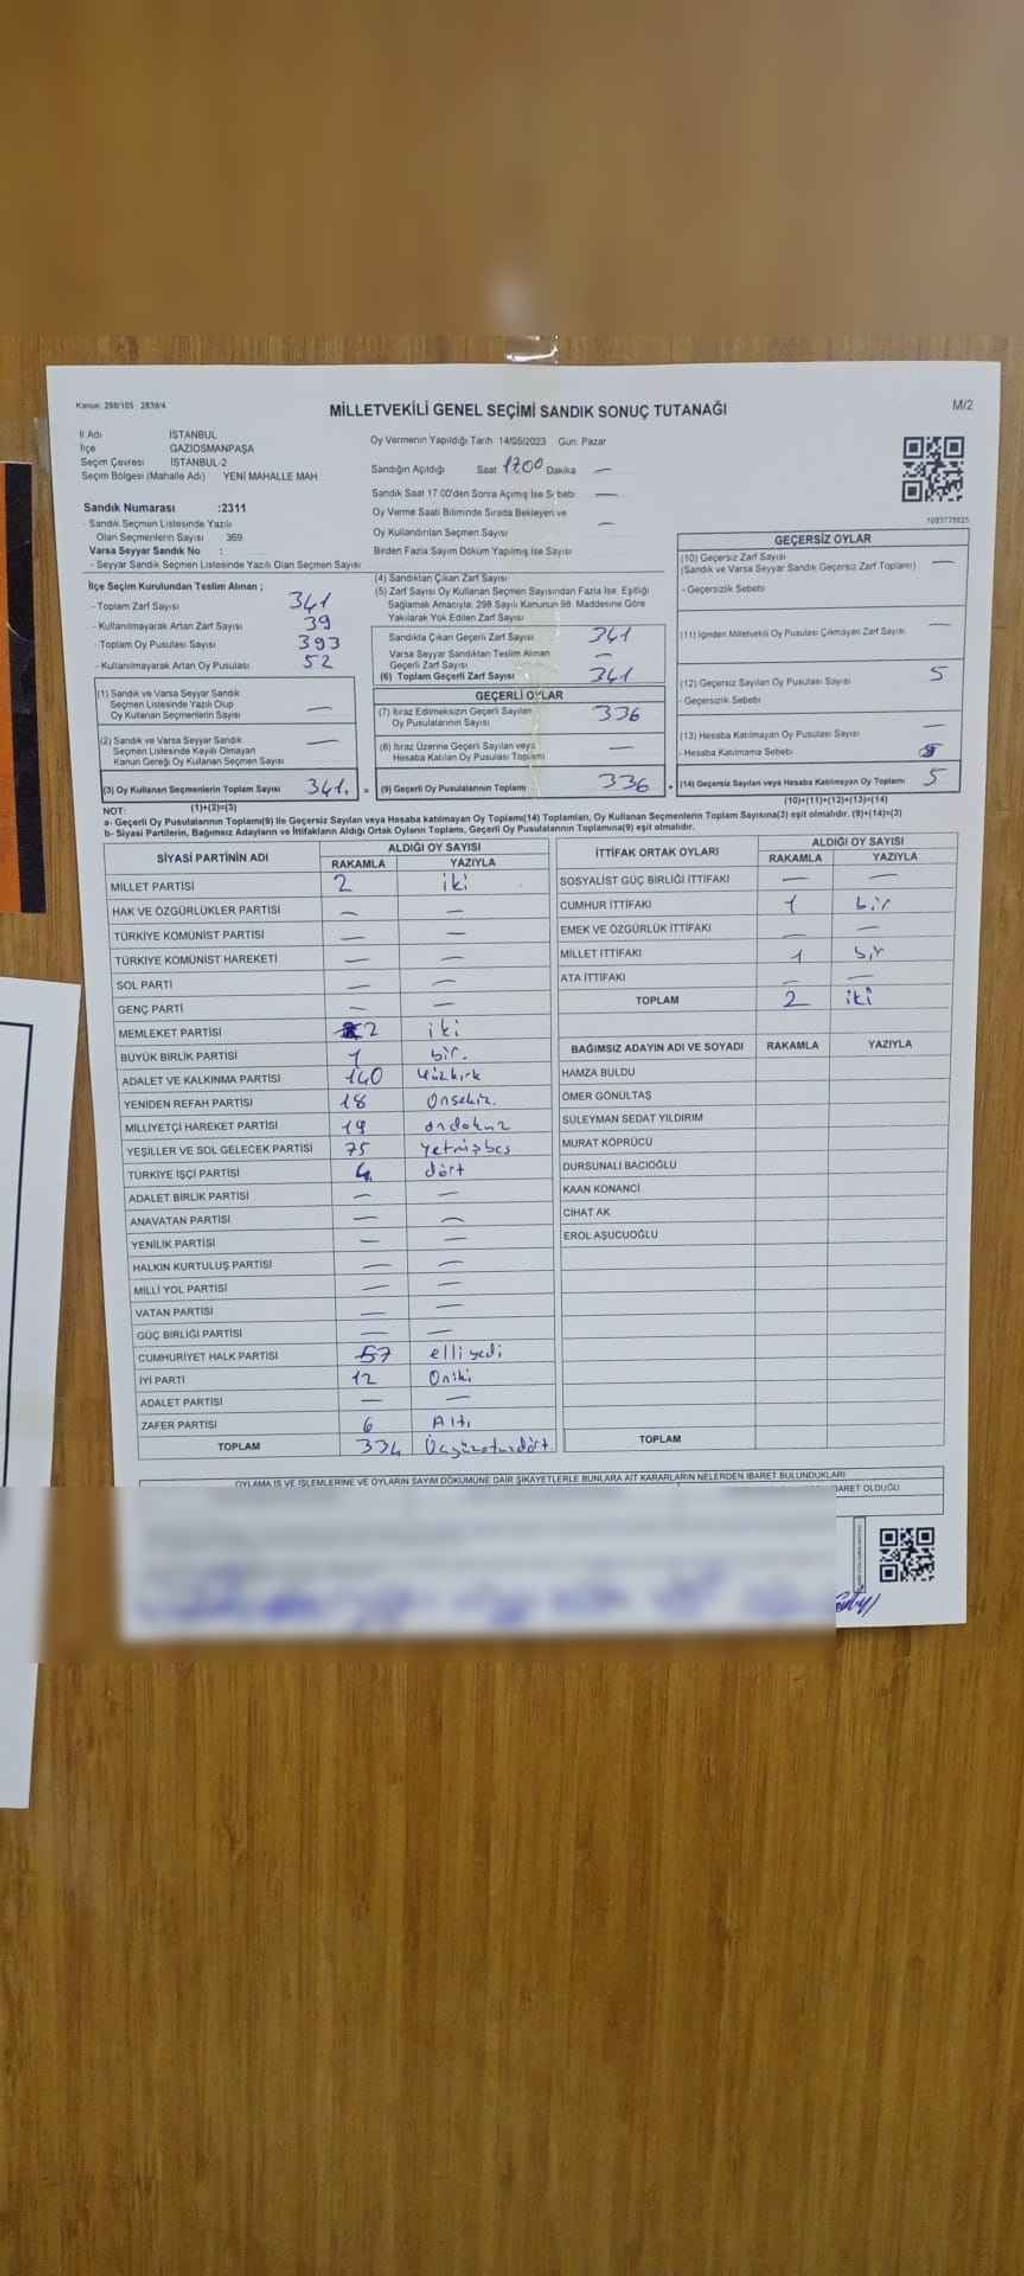 Kanun: 298/105 - 2839/4
MİLLETVEKİLİ GENEL SEÇİMİ SANDIK SONUÇ TUTANAĞI
M/2
İl Adı İSTANBUL
İlçe GAZİOSMANPAŞA
Seçim Çevresi İSTANBUL-2
Seçim Bölgesi (Mahalle Adı) YENİ MAHALLE MAH.
Sandık Numarası :2311
- Sandık Seçmen Listesinde Yazılı
Olan Seçmenlerin Sayısı 369
Varsa Seyyar Sandık No :
- Seyyar Sandık Seçmen Listesinde Yazılı Olan Seçmen Sayısı
Oy Vermenin Yapıldığı Tarih 14/05/2023 Gün: Pazar
Sandığın Açıldığı Saat 17.00 Dakika —
Sandık Saat 17.00'den Sonra Açılmış İse Sebebi —
Oy Verme Saati Bitiminde Sırada Bekleyen ve
Oy Kullandırılan Seçmen Sayısı —
Birden Fazla Sayım Döküm Yapılmış İse Sayısı
İlçe Seçim Kurulundan Teslim Alınan ;
- Toplam Zarf Sayısı 341
- Kullanılmayarak Artan Zarf Sayısı 39
- Toplam Oy Pusulası Sayısı 393
- Kullanılmayarak Artan Oy Pusulası 52
(1) Sandık ve Varsa Seyyar Sandık
Seçmen Listesinde Yazılı Olup
Oy Kullanan Seçmenlerin Sayısı —
(2) Sandık ve Varsa Seyyar Sandık
Seçmen Listesinde Kayıtlı Olmayan
Kanun Gereği Oy Kullanan Seçmen Sayısı —
(3) Oy Kullanan Seçmenlerin Toplam Sayısı 341.
(1)+(2)=(3)
(4) Sandıktan Çıkan Zarf Sayısı
(5) Zarf Sayısı Oy Kullanan Seçmen Sayısından Fazla İse, Eşitliği
Sağlamak Amacıyla; 298 Sayılı Kanunun 98. Maddesine Göre
Yakılarak Yok Edilen Zarf Sayısı
Sandıkta Çıkan Geçerli Zarf Sayısı 341
Varsa Seyyar Sandıktan Teslim Alınan
Geçerli Zarf Sayısı —
(6) Toplam Geçerli Zarf Sayısı 341
GEÇERLİ OYLAR
(7) İtiraz Edilmeksizin Geçerli Sayılan
Oy Pusulalarının Sayısı 336
(8) İtiraz Üzerine Geçerli Sayılan veya
Hesaba Katılan Oy Pusulası Toplamı —
= (9) Geçerli Oy Pusulalarının Toplamı 336
GEÇERSİZ OYLAR
(10) Geçersiz Zarf Sayısı
(Sandık ve Varsa Seyyar Sandık Geçersiz Zarf Toplamı) —
- Geçersizlik Sebebi
(11) İçinden Milletvekili Oy Pusulası Çıkmayan Zarf Sayısı —
(12) Geçersiz Sayılan Oy Pusulası Sayısı 5
- Geçersizlik Sebebi
(13) Hesaba Katılmayan Oy Pusulası Sayısı —
- Hesaba Katılmama Sebebi
+ (14) Geçersiz Sayılan veya Hesaba Katılmayan Oy Toplamı 5
(10)+(11)+(12)+(13)=(14)
NOT:
a- Geçerli Oy Pusulalarının Toplamı(9) ile Geçersiz Sayılan veya Hesaba katılmayan Oy Toplamı(14) Toplamları, Oy Kullanan Seçmenlerin Toplam Sayısına(3) eşit olmalıdır. (9)+(14)=(3)
b- Siyasi Partilerin, Bağımsız Adayların ve İttifakların Aldığı Ortak Oyların Toplamı, Geçerli Oy Pusulalarının Toplamına(9) eşit olmalıdır.
SİYASİ PARTİNİN ADI
ALDIĞI OY SAYISI
RAKAMLA YAZIYLA
MİLLET PARTİSİ 2 iki
HAK VE ÖZGÜRLÜKLER PARTİSİ — —
TÜRKİYE KOMÜNİST PARTİSİ — —
TÜRKİYE KOMÜNİST HAREKETİ — —
SOL PARTİ — —
GENÇ PARTİ — —
MEMLEKET PARTİSİ 2 iki
BÜYÜK BİRLİK PARTİSİ 1 bir.
ADALET VE KALKINMA PARTİSİ 140 Yüzkırk
YENİDEN REFAH PARTİSİ 18 Onsekiz.
MİLLİYETÇİ HAREKET PARTİSİ 19 ondokuz
YEŞİLLER VE SOL GELECEK PARTİSİ 75 yetmişbeş
TÜRKİYE İŞÇİ PARTİSİ 4 dört
ADALET BİRLİK PARTİSİ — —
ANAVATAN PARTİSİ — —
YENİLİK PARTİSİ — —
HALKIN KURTULUŞ PARTİSİ — —
MİLLİ YOL PARTİSİ — —
VATAN PARTİSİ — —
GÜÇ BİRLİĞİ PARTİSİ — —
CUMHURİYET HALK PARTİSİ 57 elli yedi
İYİ PARTİ 12 Oniki
ADALET PARTİSİ — —
ZAFER PARTİSİ 6 Altı
TOPLAM 334 Üçyüzotuzdört
İTTİFAK ORTAK OYLARI
ALDIĞI OY SAYISI
RAKAMLA YAZIYLA
SOSYALİST GÜÇ BİRLİĞİ İTTİFAKI — —
CUMHUR İTTİFAKI 1 bir
EMEK VE ÖZGÜRLÜK İTTİFAKI — —
MİLLET İTTİFAKI 1 bir
ATA İTTİFAKI — —
TOPLAM 2 iki
BAĞIMSIZ ADAYIN ADI VE SOYADI RAKAMLA YAZIYLA
HAMZA BULDU
ÖMER GÖNÜLTAŞ
SÜLEYMAN SEDAT YILDIRIM
MURAT KÖPRÜCÜ
DURSUNALİ BACIOĞLU
KAAN KONANCİ
CİHAT AK
EROL AŞUCUOĞLU
TOPLAM
OYLAMA İŞ VE İŞLEMLERİNE VE OYLARIN SAYIM DÖKÜMÜNE DAİR ŞİKAYETLERLE BUNLARA AİT KARARLARIN NELERDEN İBARET BULUNDUKLARI
İBARET OLDUĞU